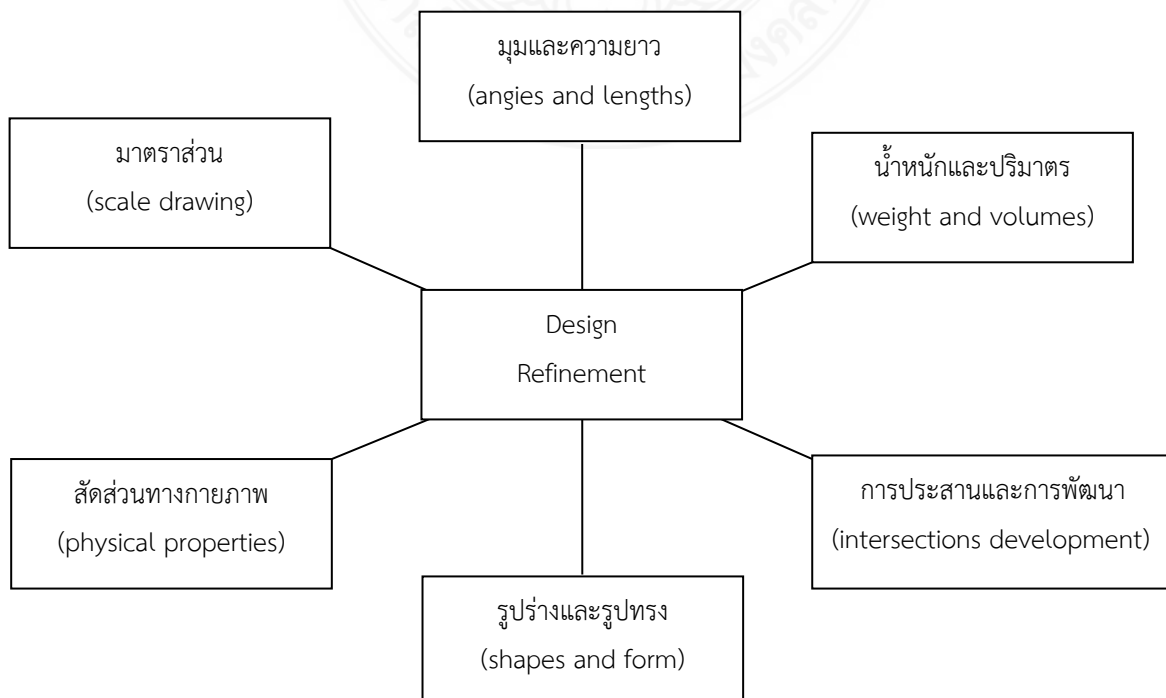 มุมและความยาว
(angies and lengths)
มาตราส่วน
(scale drawing)
น้ำหนักและปริมาตร
(weight and volumes)
Design
Refinement
สัดส่วนทางกายภาพ
(physical properties)
การประสานและการพัฒนา
(intersections development)
รูปร่างและรูปทรง
(shapes and form)